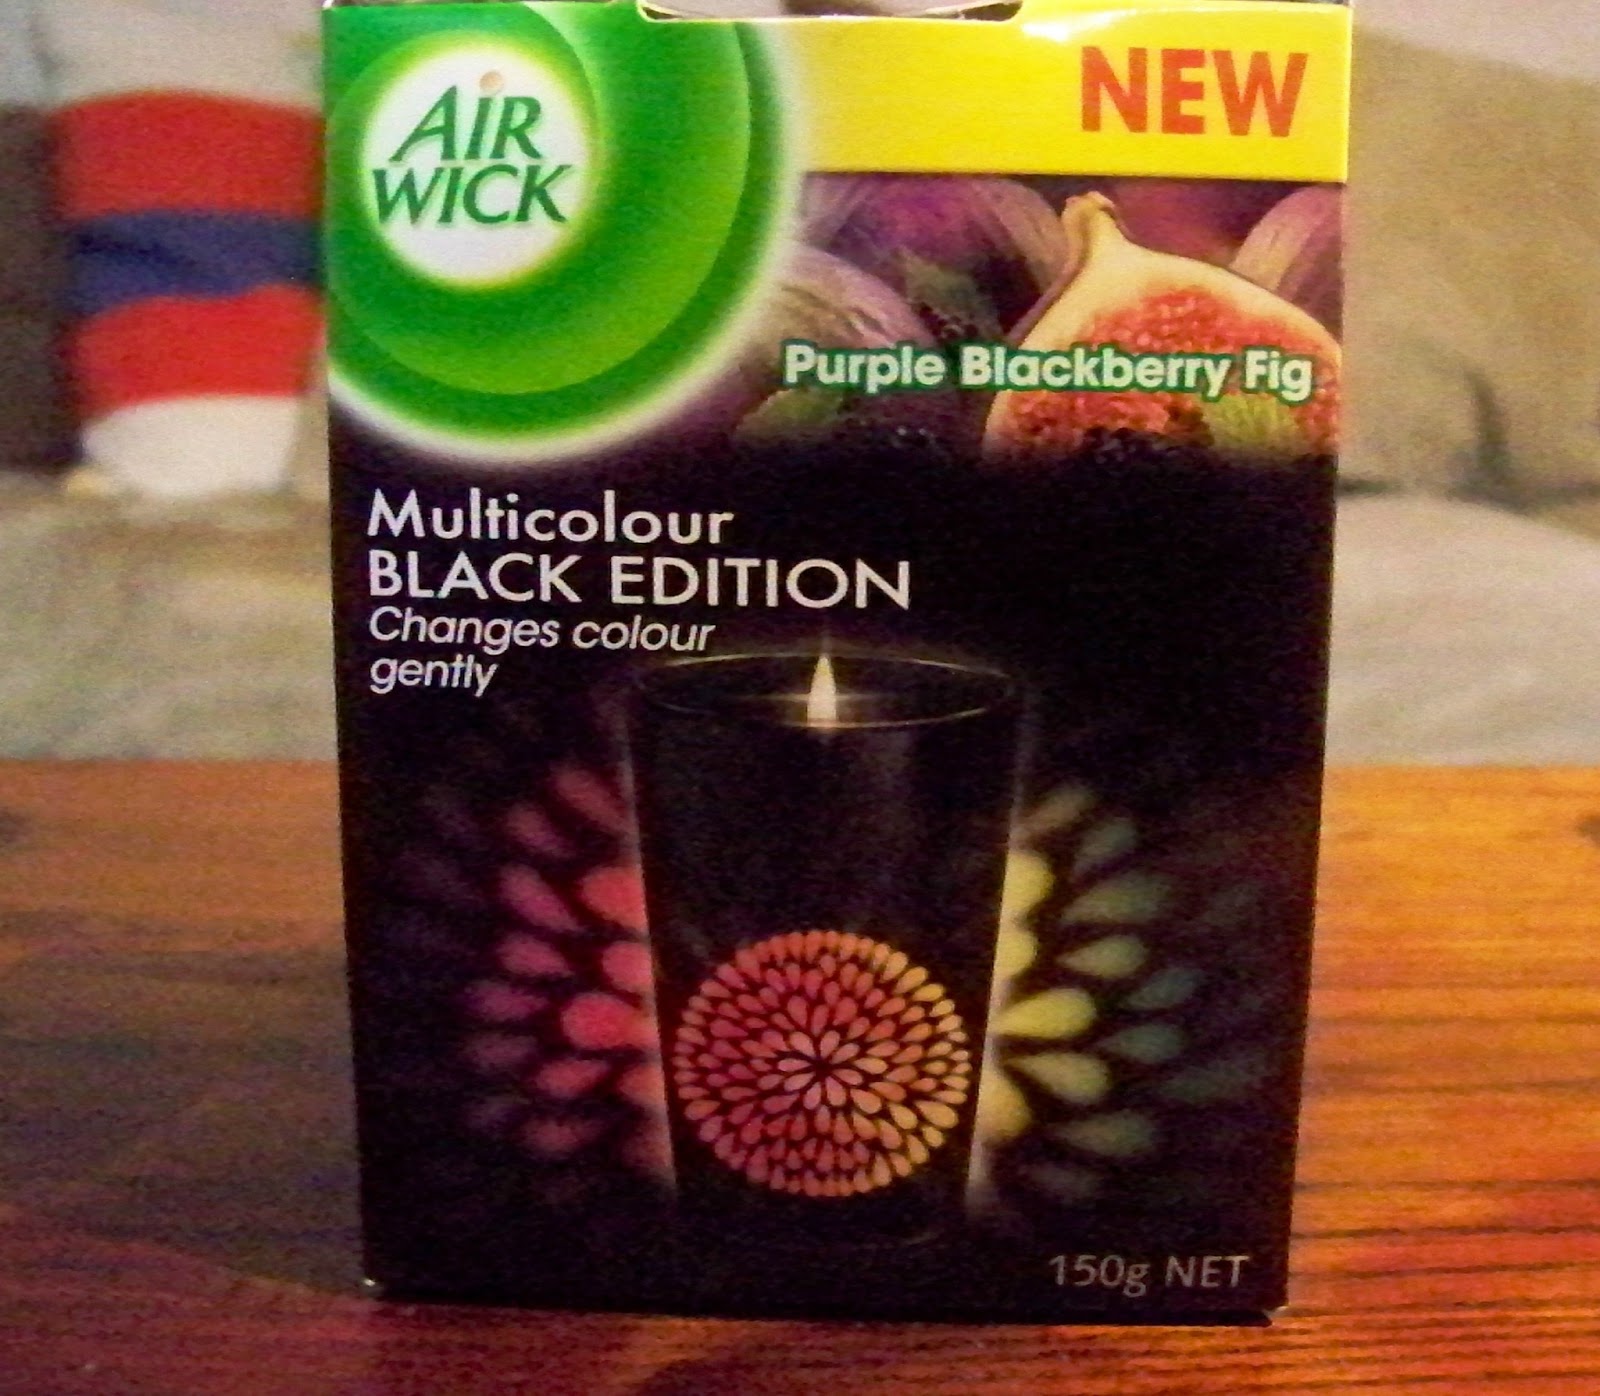 AIR
WICK
NEW
Purple Blackberry Fig
Multicolour
BLACK EDITION
Changes colour
gently
150g NET